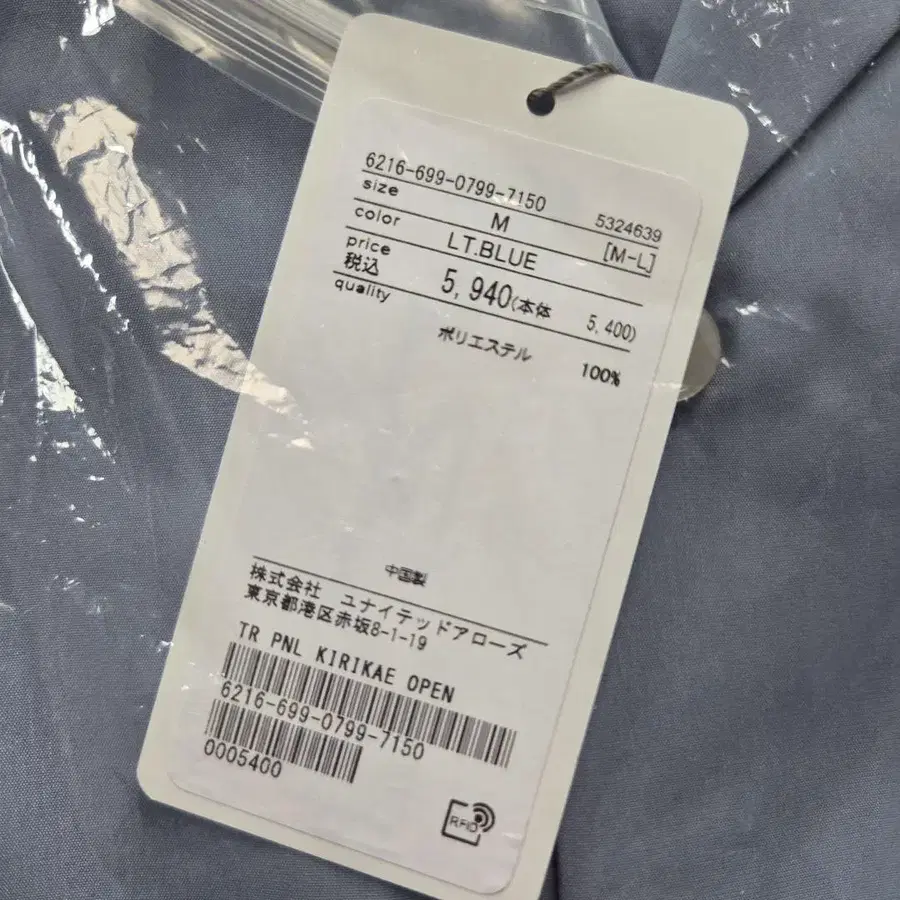 6216-699-0799-7150
size M 5324639
color LT.BLUE [M-L]
price
税込 5,940(本体 5,400)
quality
ポリエステル 100%
中国製
株式会社 ユナイテッドアローズ
東京都港区赤坂8-1-19
TR PNL KIRIKAE OPEN
6216-699-0799-7150
0005400
RFID